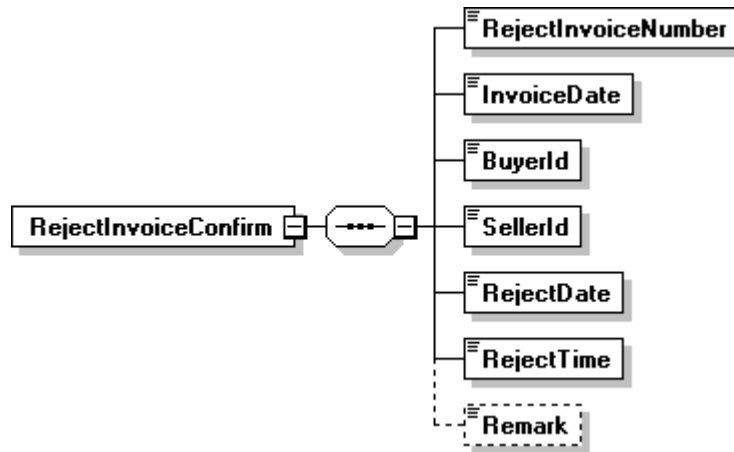 RejectInvoiceNumber
InvoiceDate
BuyerId
RejectInvoiceConfirm
SellerId
RejectDate
RejectTime
Remark